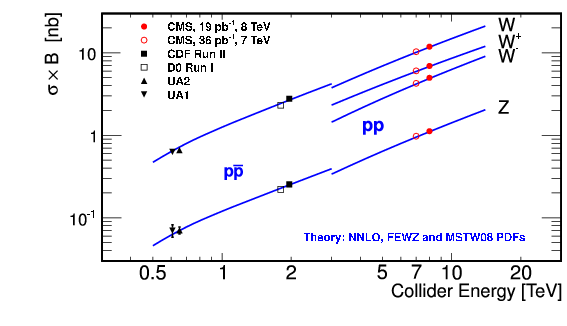 σ × B [nb]
CMS, 19 pb⁻¹, 8 TeV
CMS, 36 pb⁻¹, 7 TeV
CDF Run II
D0 Run I
UA2
UA1
W
W⁺
W⁻
Z
pp
pp̅
10
1
10⁻¹
Theory: NNLO, FEWZ and MSTW08 PDFs
0.5 1 2 5 7 10 20
Collider Energy [TeV]